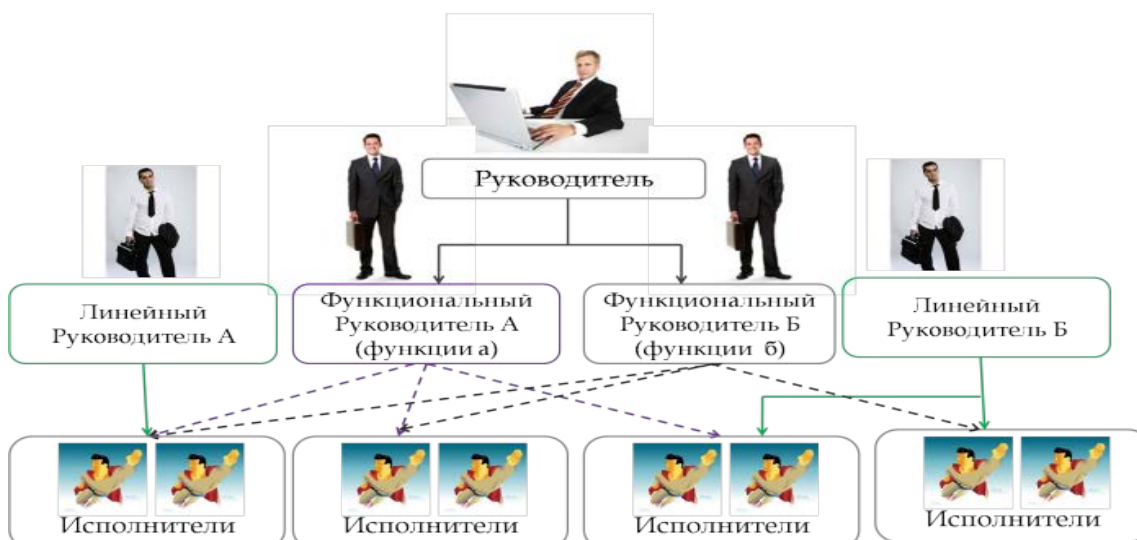 Руководитель
Линейный
Руководитель А
Функциональный
Руководитель А
(функции а)
Функциональный
Руководитель Б
(функции б)
Линейный
Руководитель Б
Исполнители
Исполнители
Исполнители
Исполнители